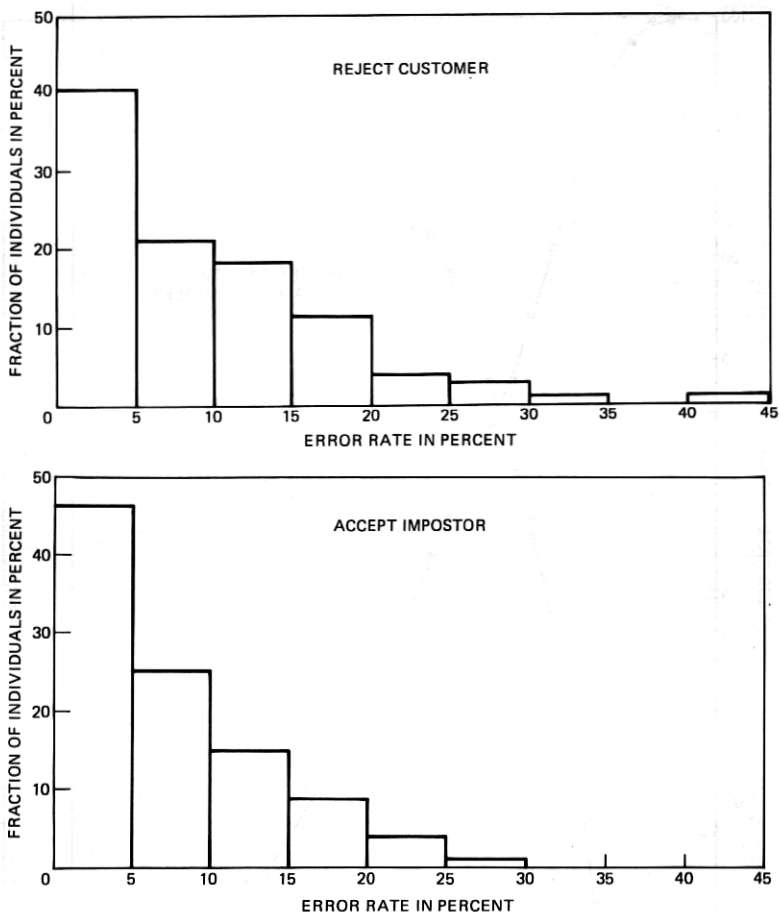 50
40
30
20
10
0
FRACTION OF INDIVIDUALS IN PERCENT
REJECT CUSTOMER
5 10 15 20 25 30 35 40 45
ERROR RATE IN PERCENT
50
40
30
20
10
0
FRACTION OF INDIVIDUALS IN PERCENT
ACCEPT IMPOSTOR
5 10 15 20 25 30 35 40 45
ERROR RATE IN PERCENT